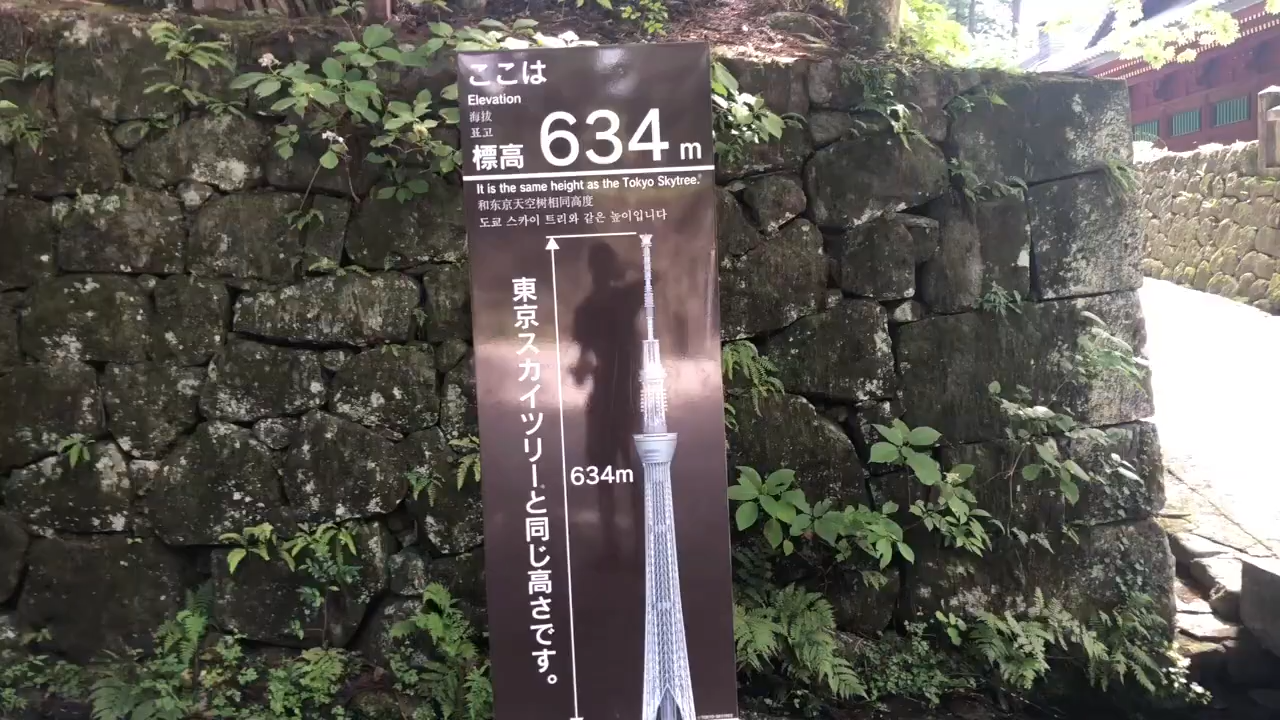 ここは
Elevation
海拔
표고
標高 634 m
It is the same height as the Tokyo Skytree.
和东京天空树相同高度
도쿄 스카이 트리와 같은 높이입니다
東京スカイツリーと同じ高さです。
634m